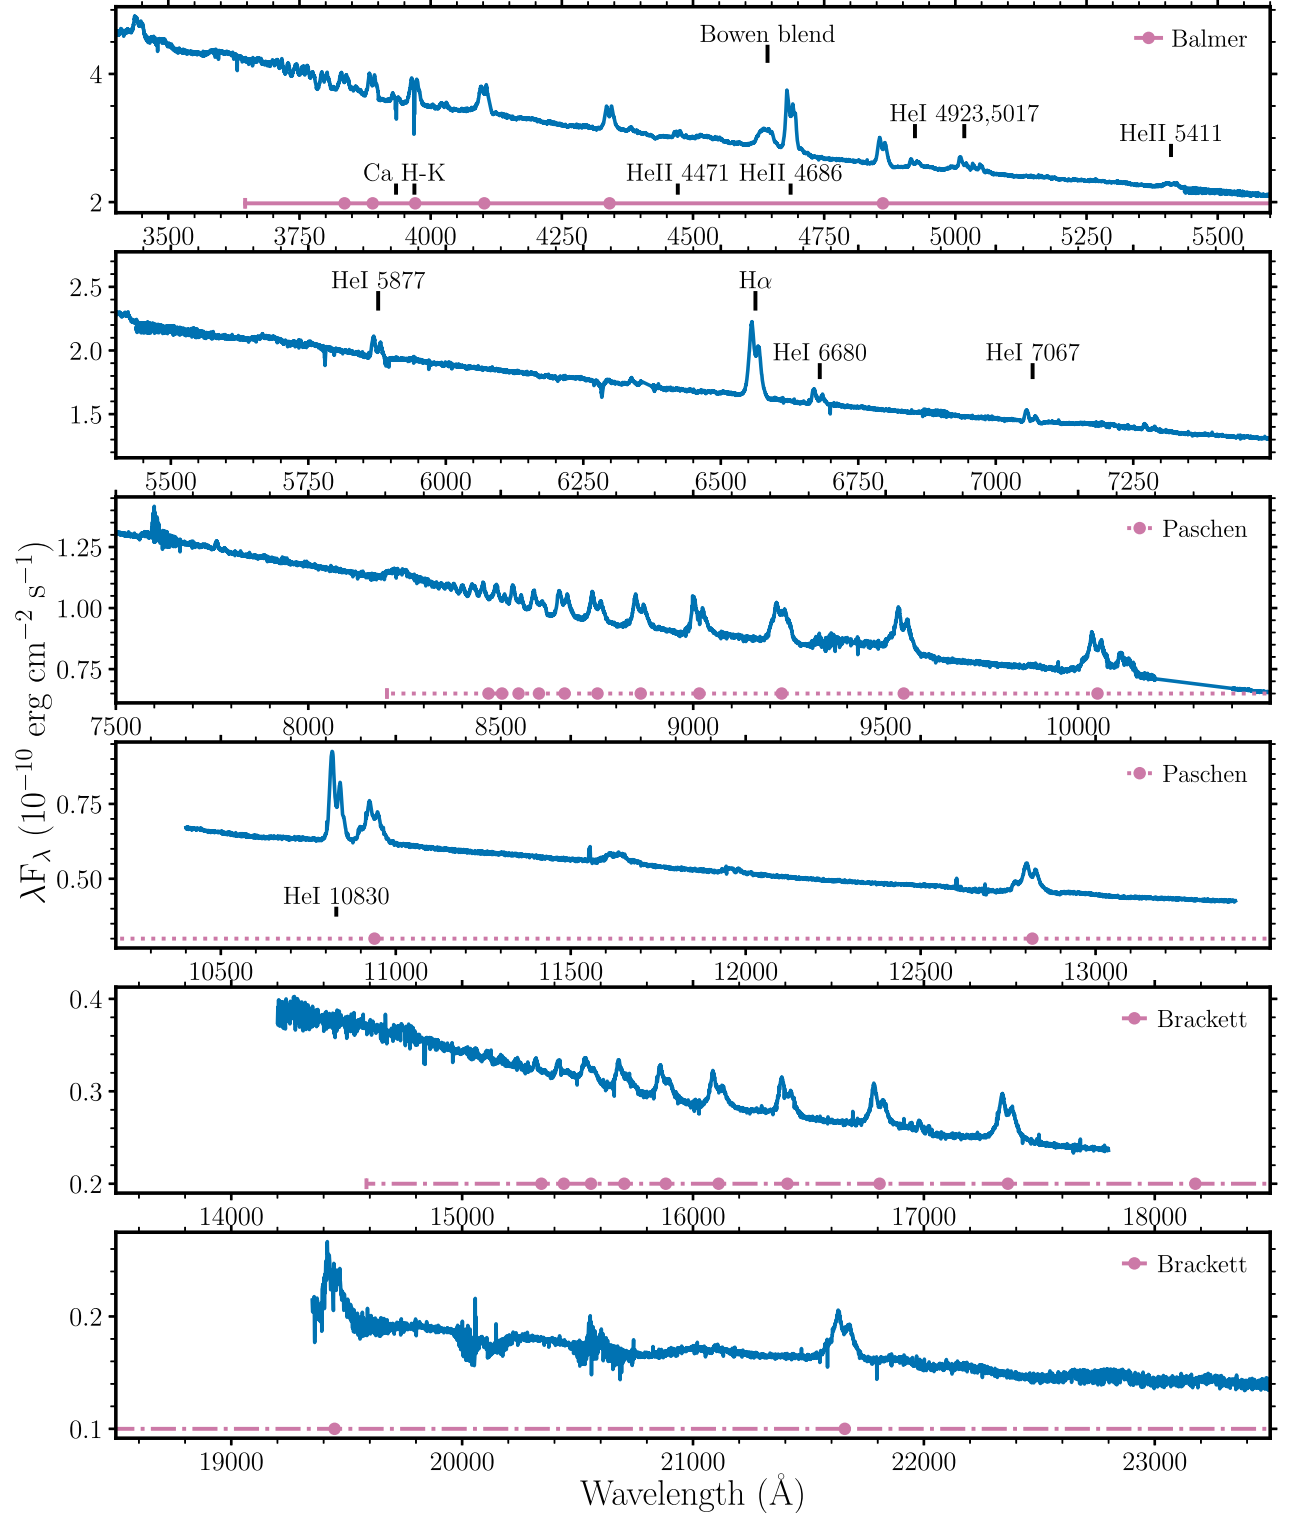 Bowen blend
Balmer
4
HeI 4923,5017
HeII 5411
Ca H-K
HeII 4471 HeII 4686
2
3500 3750 4000 4250 4500 4750 5000 5250 5500
HeI 5877
Hα
2.5
HeI 6680
HeI 7067
2.0
1.5
5500 5750 6000 6250 6500 6750 7000 7250
Paschen
1.25
1.00
0.75
7500 8000 8500 9000 9500 10000
Paschen
0.75
0.50
HeI 10830
10500 11000 11500 12000 12500 13000
λF_λ (10⁻¹⁰ erg cm⁻² s⁻¹)
0.4
Brackett
0.3
0.2
14000 15000 16000 17000 18000
Brackett
0.2
0.1
19000 20000 21000 22000 23000
Wavelength (Å)